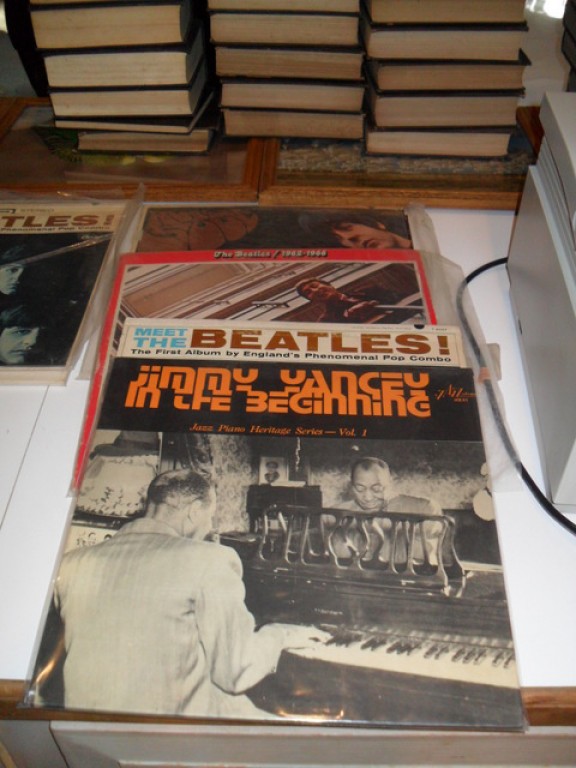 STEREO
TLES!
The Beatles / 1962-1966
MEET
THE
BEATLES!
The First Album by England's Phenomenal Pop Combo
Jimmy Yancey
In the Beginning
Jazz Piano Heritage Series — Vol. 1